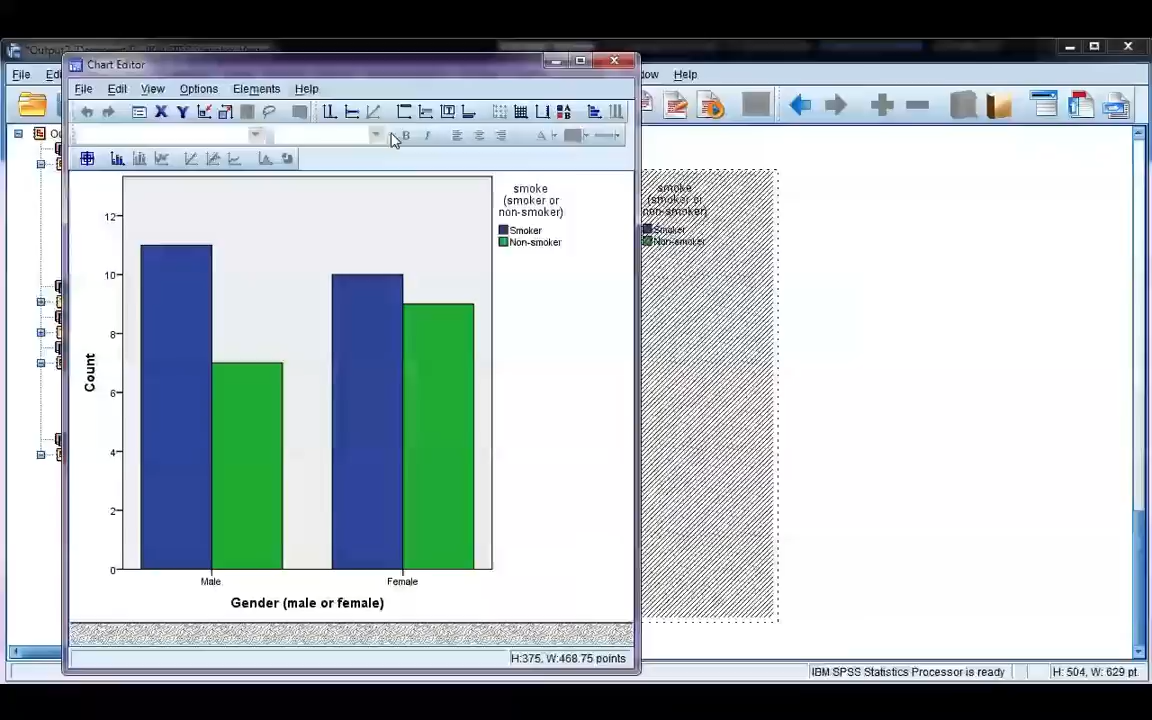 Chart Editor
File Edit View Options Elements Help
File
Help
X Y
B I
A
smoke
(smoker or
non-smoker)
Smoker
Non-smoker
smoke
(smoker or
non-smoker)
Smoker
Non-smoker
12
10
8
6
4
2
0
Count
Male
Female
Gender (male or female)
H:375, W:468.75 points
IBM SPSS Statistics Processor is ready
H: 504, W: 629 pt.